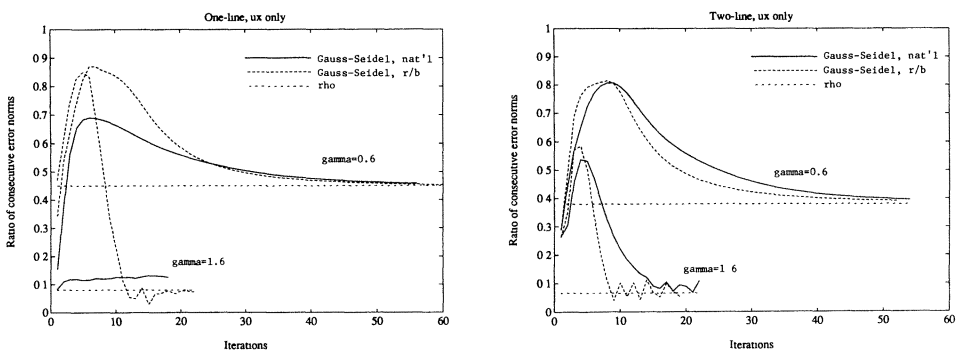 One-line, ux only
Ratio of consecutive error norms
1
0 9
0 8
0.7
0.6
0.5
0.4
0.3
0.2
0 1
0
0
10
20
30
40
50
60
Iterations
Gauss-Seidel, nat'l
Gauss-Seidel, r/b
rho
gamma=0.6
gamma=1.6
Two-line, ux only
Ratio of consecutive error norms
1
0 9
0.8
0.7
0.6
0.5
0.4
0.3
0.2
0 1
0
0
10
20
30
40
50
60
Iterations
Gauss-Seidel, nat'l
Gauss-Seidel, r/b
rho
gamma=0.6
gamma=1 6